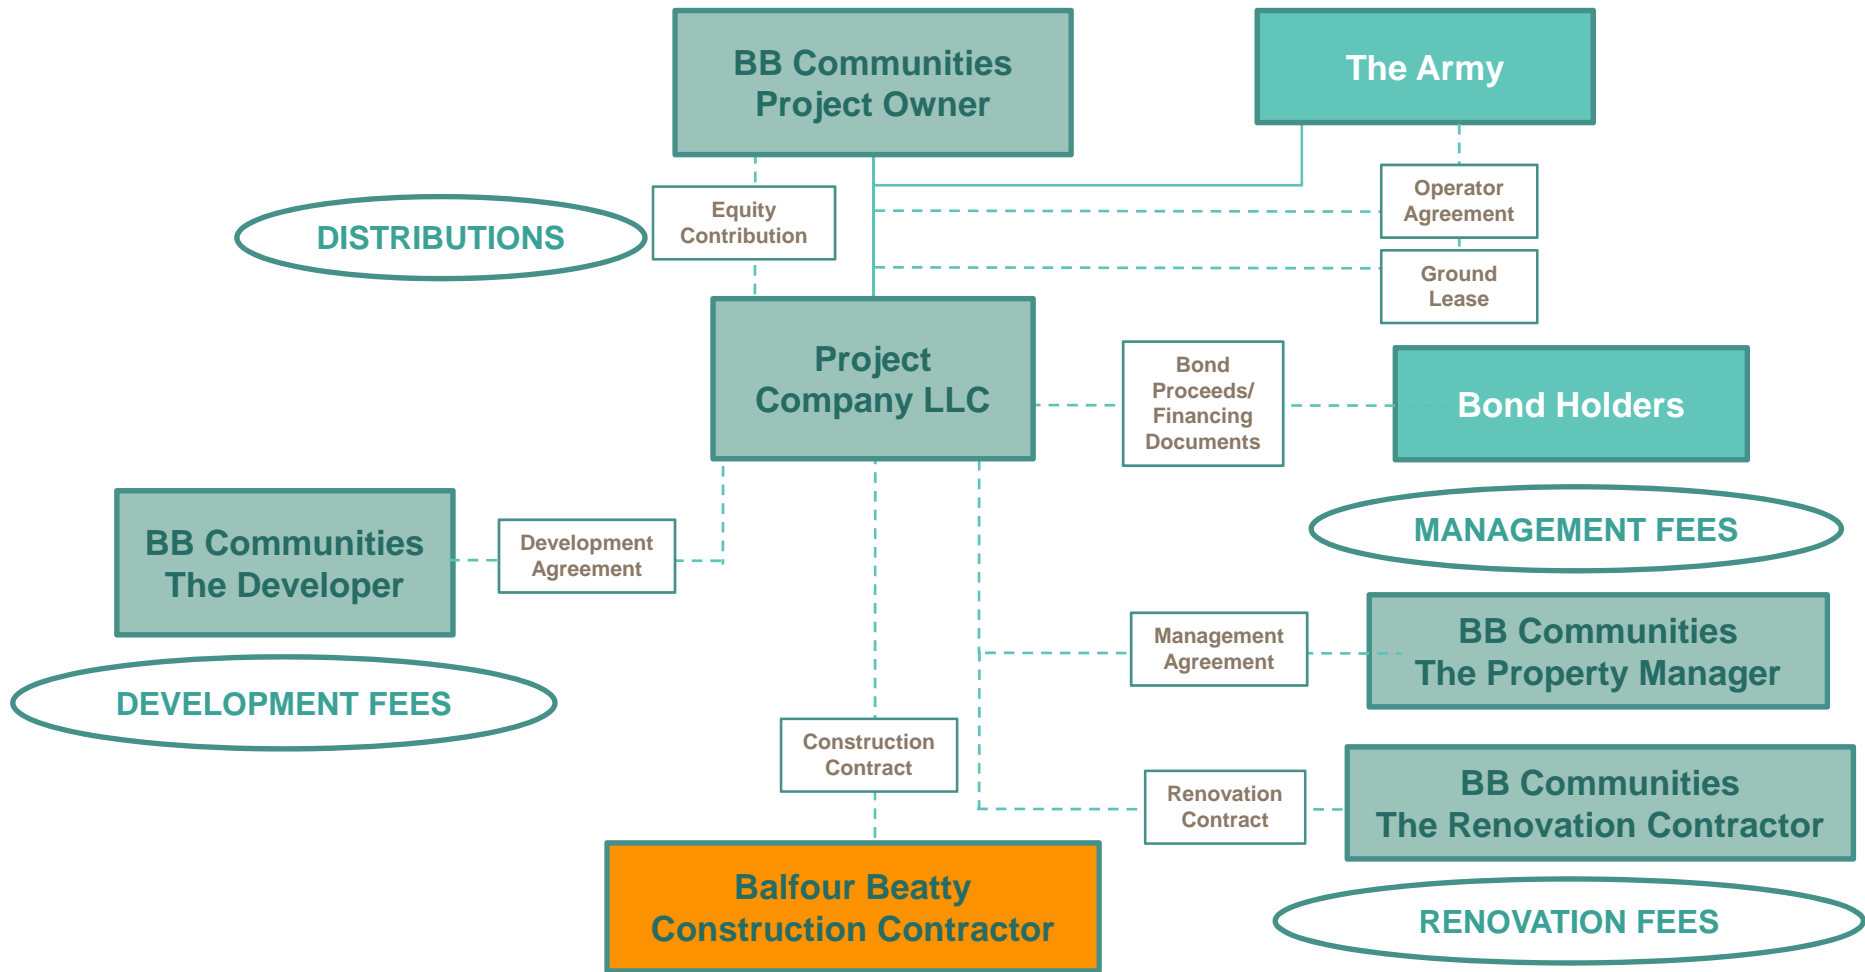 BB Communities
Project Owner
The Army
Equity
Contribution
Operator
Agreement
DISTRIBUTIONS
Ground
Lease
Project
Company LLC
Bond
Proceeds/
Financing
Documents
Bond Holders
BB Communities
The Developer
Development
Agreement
MANAGEMENT FEES
Management
Agreement
BB Communities
The Property Manager
DEVELOPMENT FEES
Construction
Contract
Renovation
Contract
BB Communities
The Renovation Contractor
Balfour Beatty
Construction Contractor
RENOVATION FEES